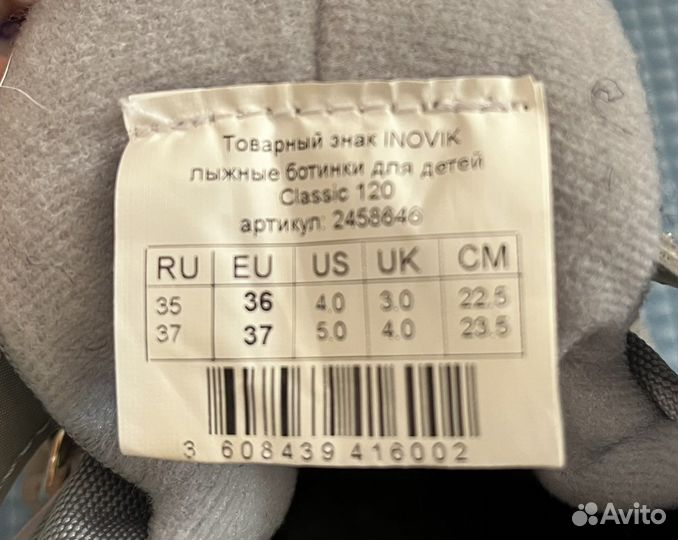 Товарный знак INOVIK
лыжные ботинки для детей
Classic 120
артикул: 2458646
RU EU US UK CM
35 36 4.0 3.0 22.5
37 37 5.0 4.0 23.5
3 608439 416002
Avito